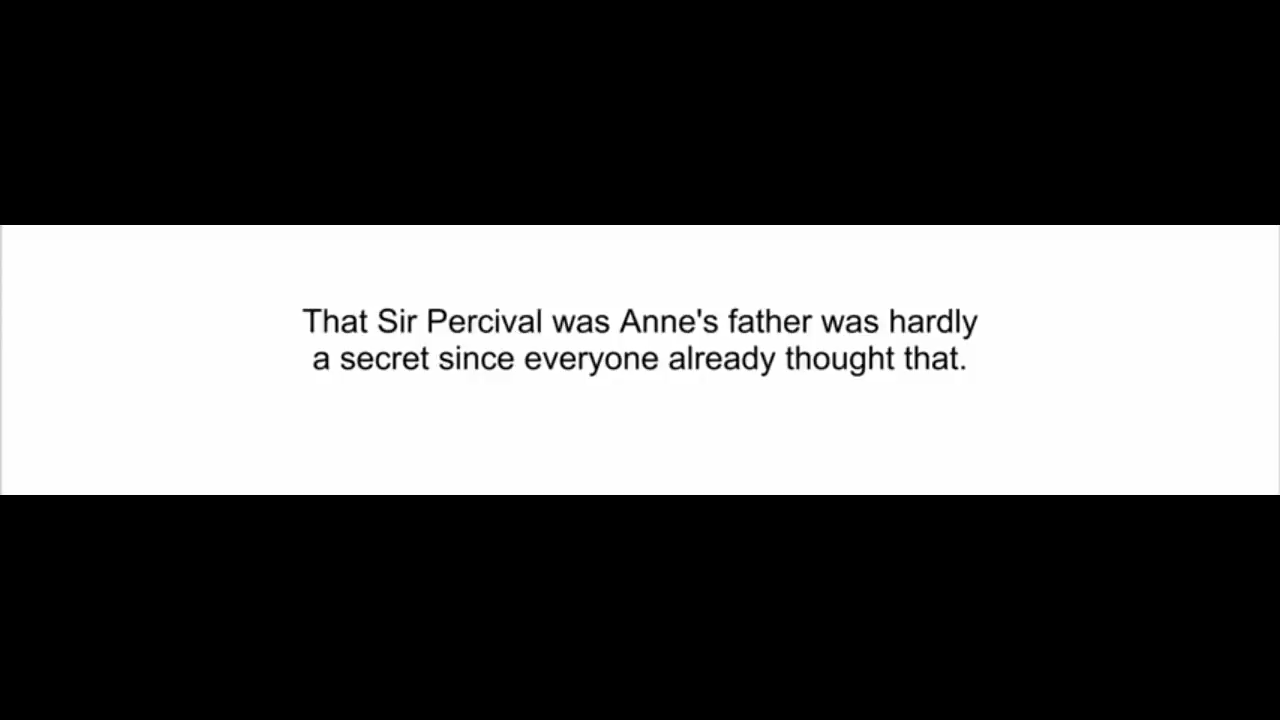 That Sir Percival was Anne's father was hardly
a secret since everyone already thought that.